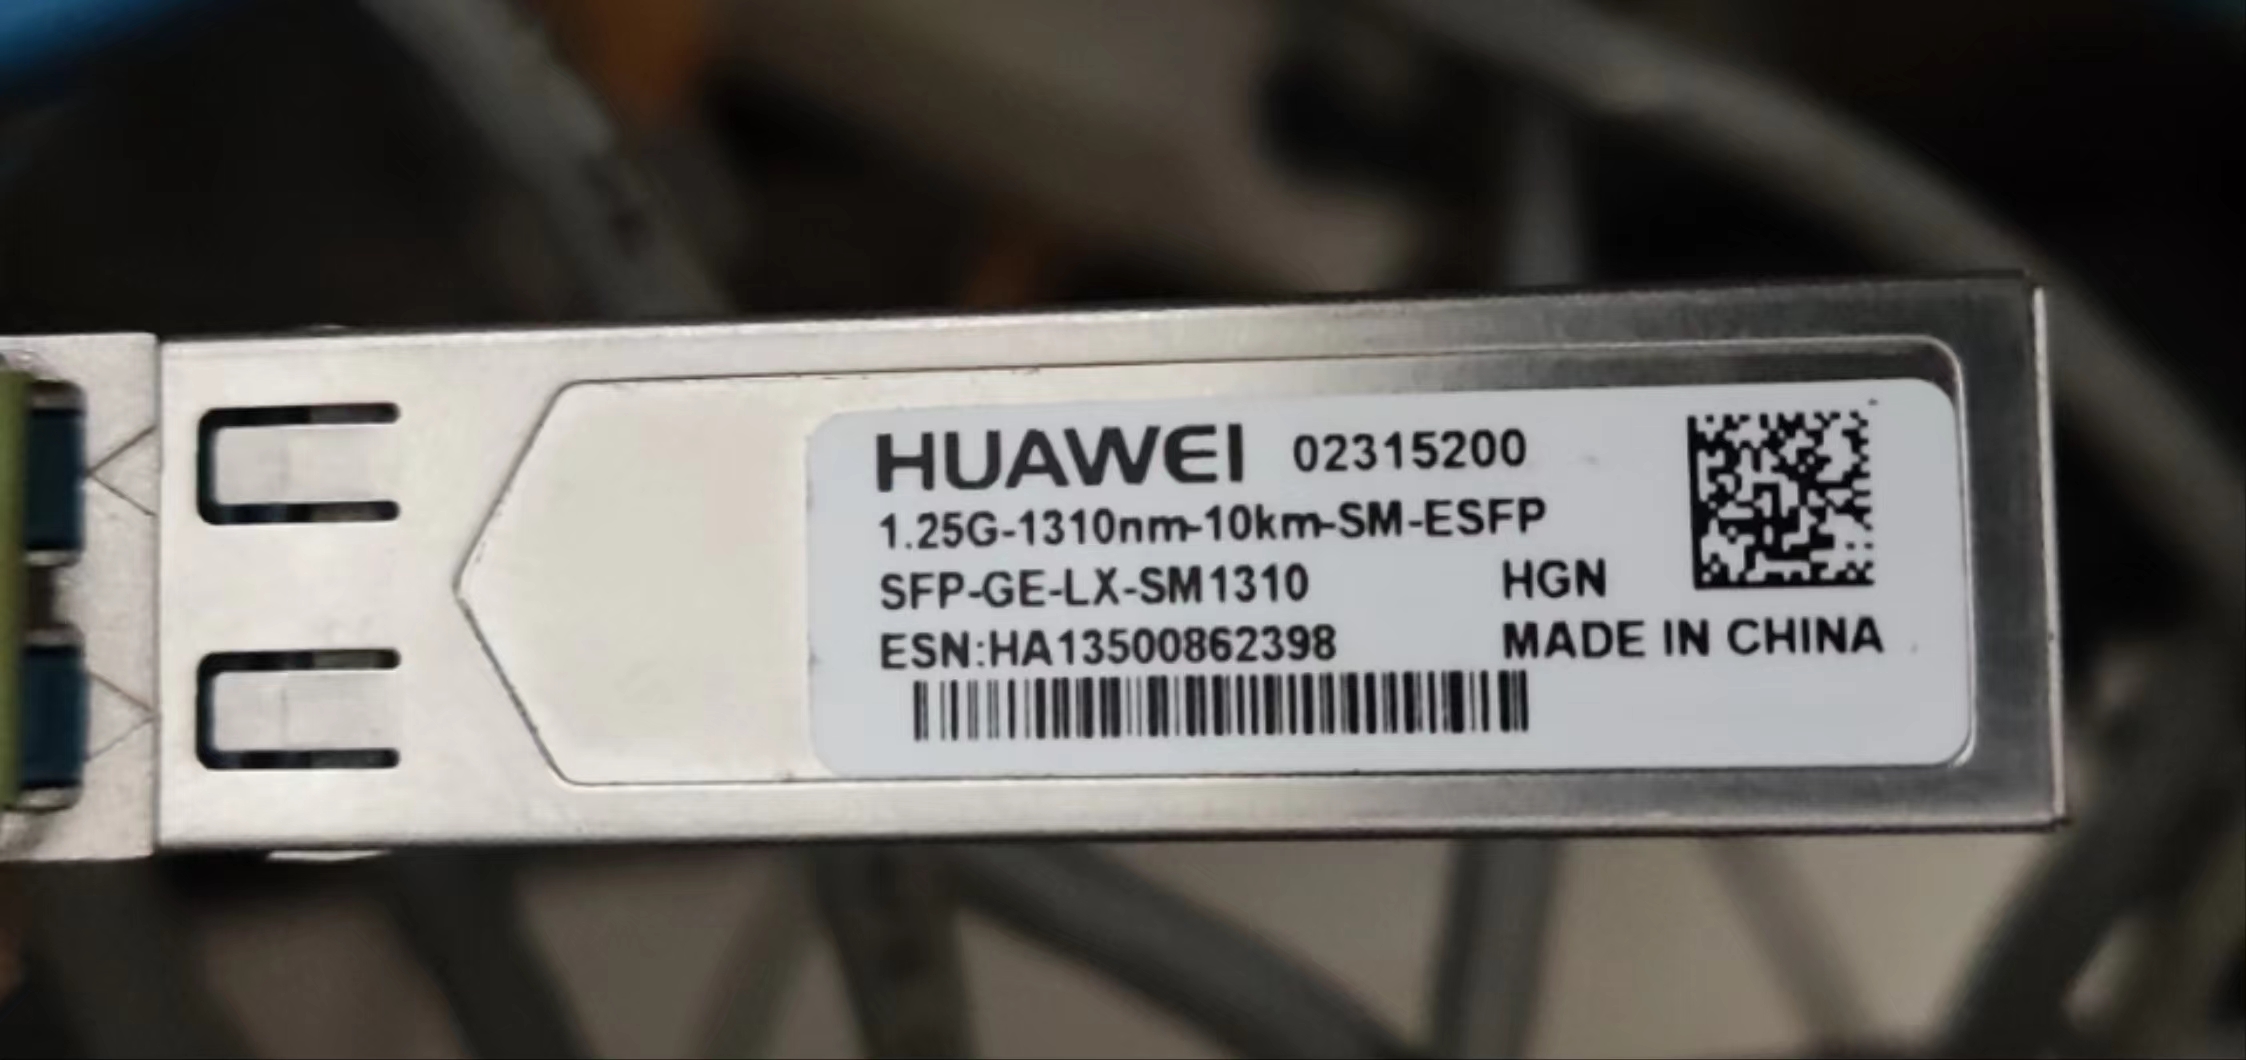 HUAWEI 02315200
1.25G-1310nm-10km-SM-ESFP
SFP-GE-LX-SM1310 HGN
ESN:HA13500862398 MADE IN CHINA